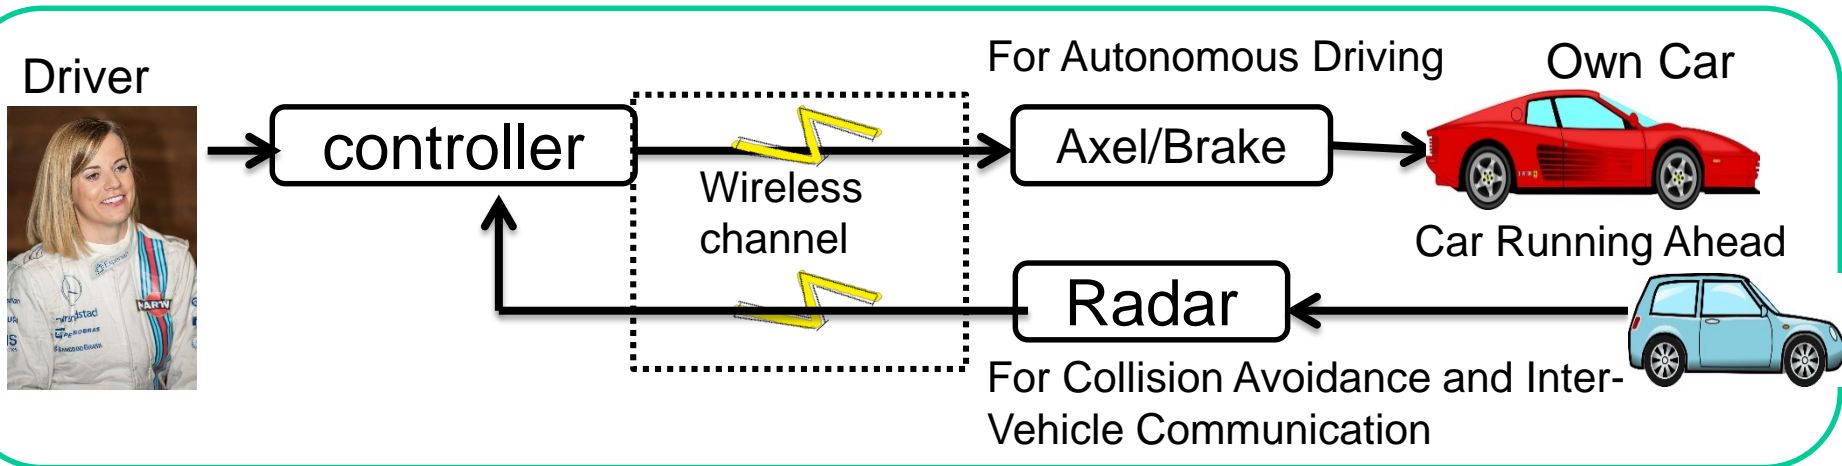 Driver
controller
Wireless
channel
For Autonomous Driving
Axel/Brake
Own Car
Car Running Ahead
Radar
For Collision Avoidance and Inter-
Vehicle Communication